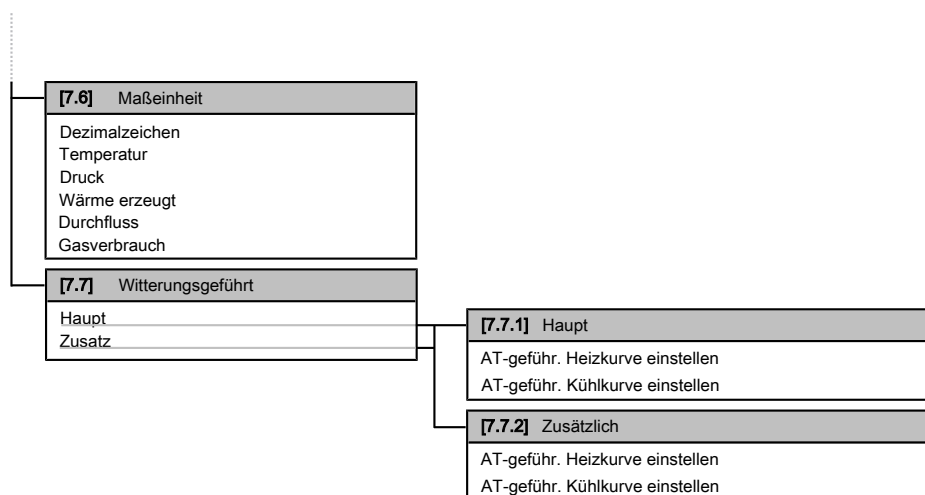 [7.6] Maßeinheit
Dezimalzeichen
Temperatur
Druck
Wärme erzeugt
Durchfluss
Gasverbrauch
[7.7] Witterungsgeführt
Haupt
Zusatz
[7.7.1] Haupt
AT-geführ. Heizkurve einstellen
AT-geführ. Kühlkurve einstellen
[7.7.2] Zusätzlich
AT-geführ. Heizkurve einstellen
AT-geführ. Kühlkurve einstellen